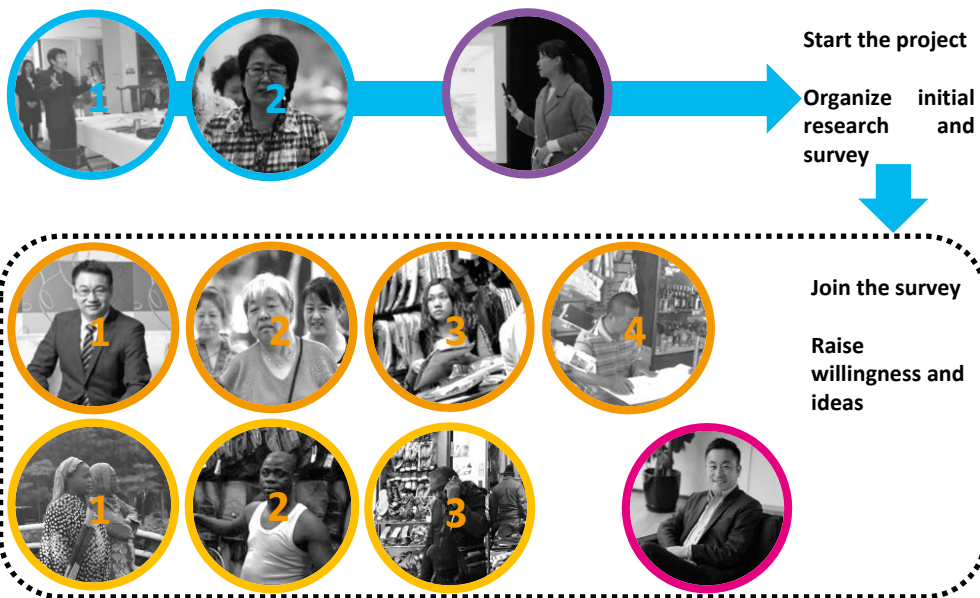 1
2
Start the project
Organize initial
research and
survey
1
2
3
4
Join the survey
Raise
willingness and
ideas
1
2
3